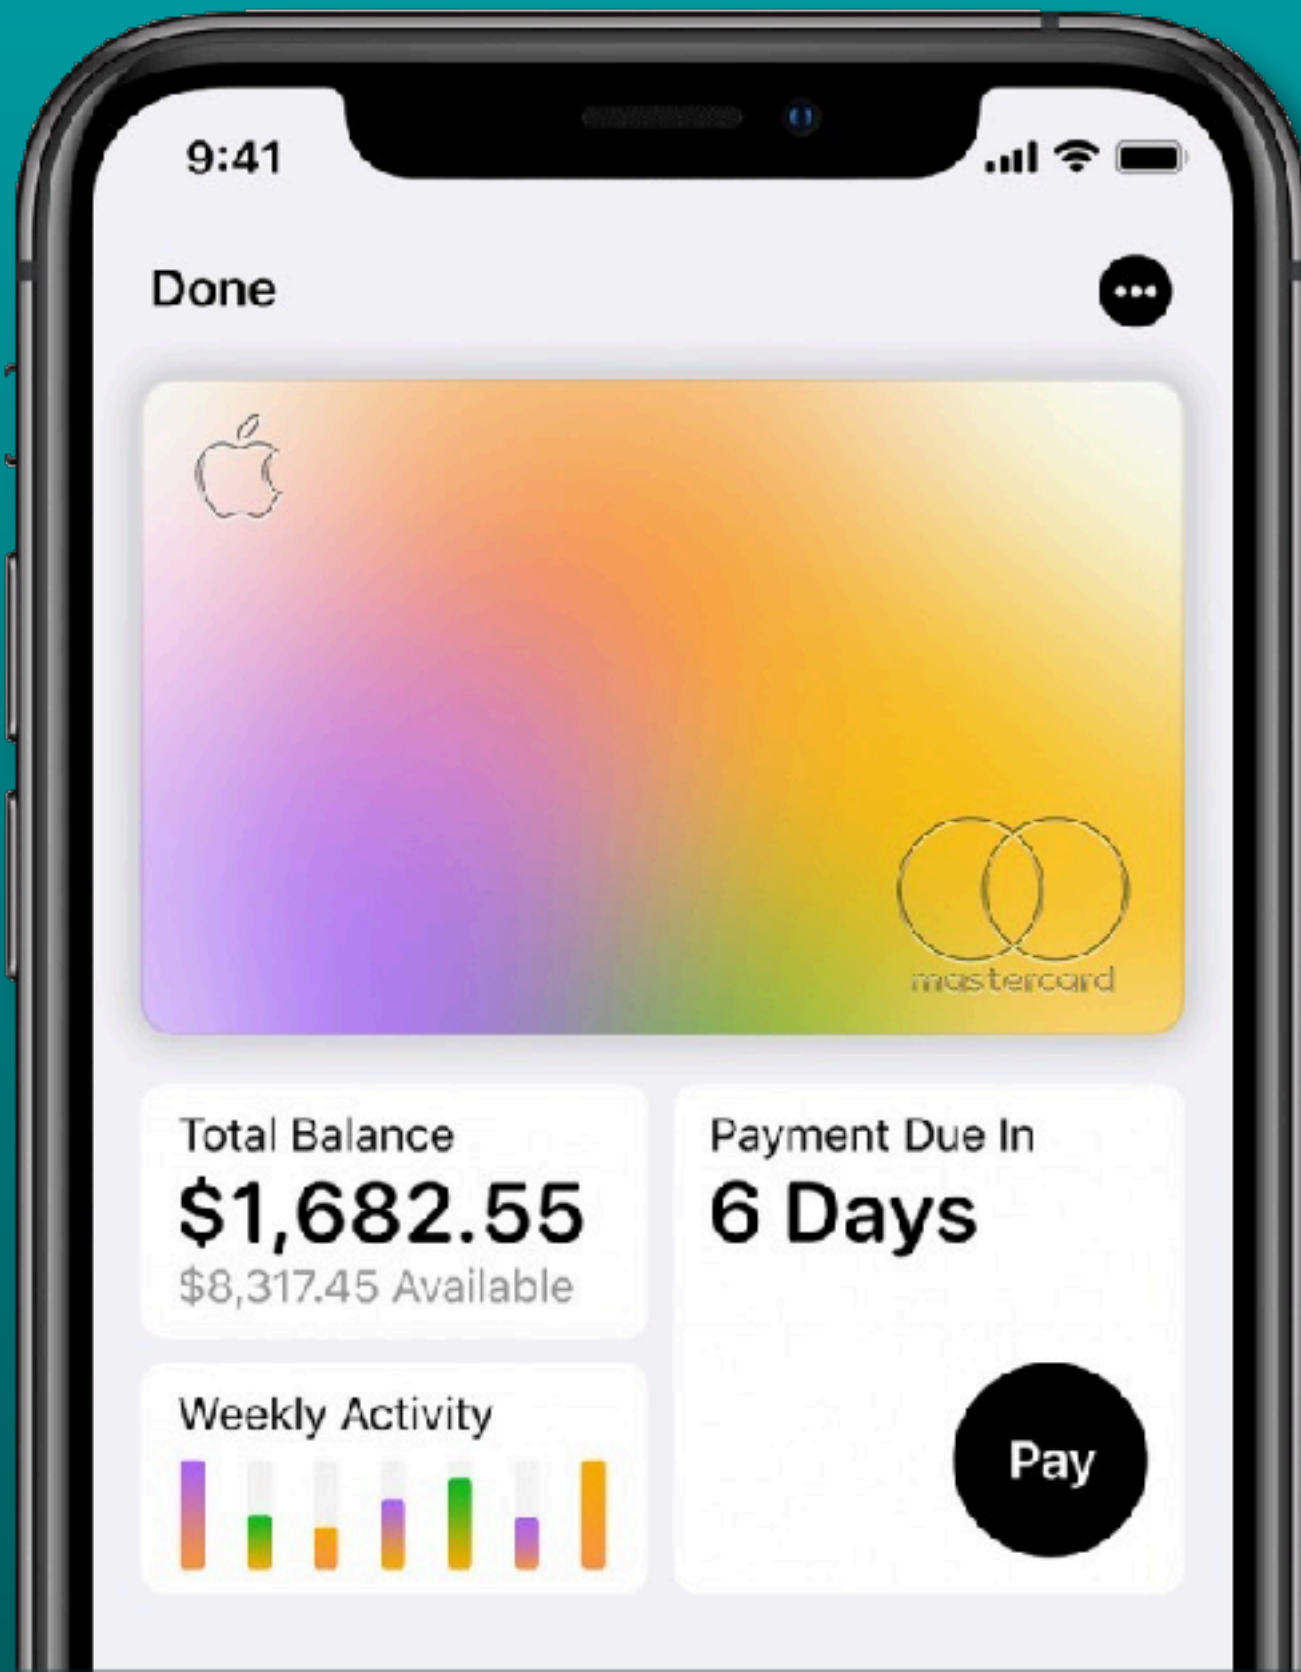 9:41
Done
mastercard
Total Balance
$1,682.55
$8,317.45 Available
Payment Due In
6 Days
Weekly Activity
Pay